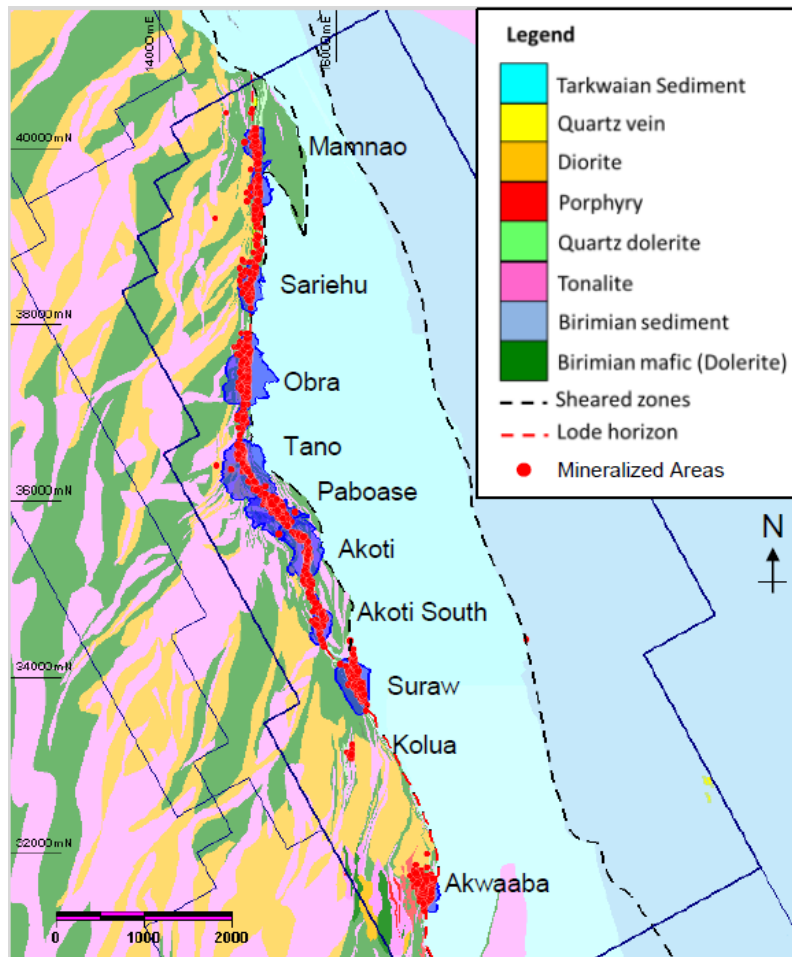 14000mE
16000mE
40000mN
38000mN
36000mN
34000mN
32000mN
Mamnao
Sariehu
Obra
Tano
Paboase
Akoti
Akoti South
Suraw
Kolua
Akwaaba
0 1000 2000
N
Legend
Tarkwaian Sediment
Quartz vein
Diorite
Porphyry
Quartz dolerite
Tonalite
Birimian sediment
Birimian mafic (Dolerite)
Sheared zones
Lode horizon
Mineralized Areas